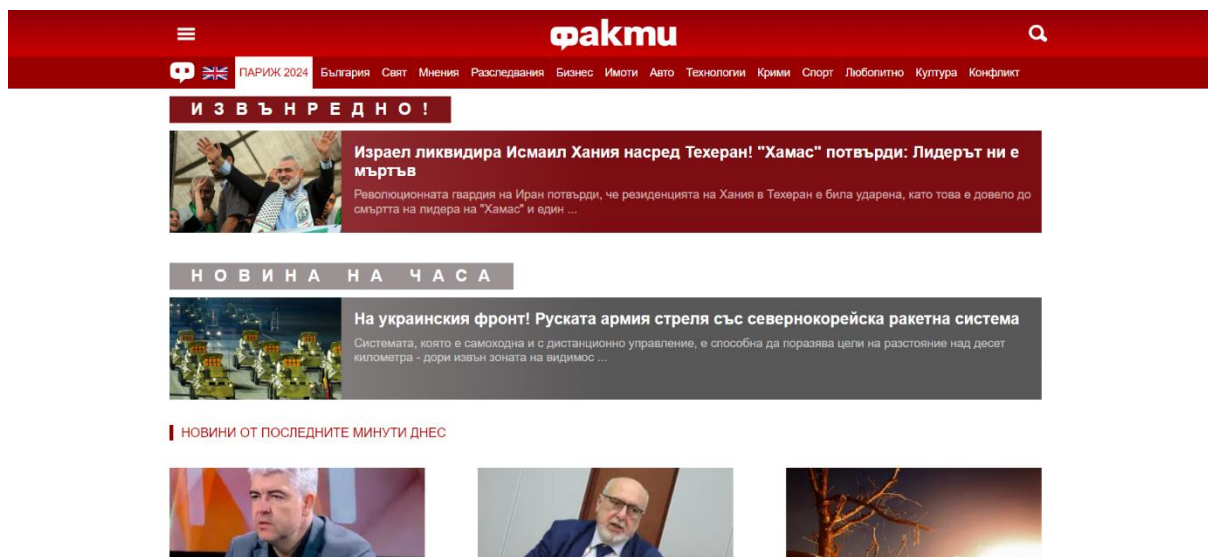 факти
ПАРИЖ 2024 България Свят Мнения Разследвания Бизнес Имоти Авто Технологии Крими Спорт Любопитно Култура Конфликт
ИЗВЪНРЕДНО!
Израел ликвидира Исмаил Хания насред Техеран! "Хамас" потвърди: Лидерът ни е
мъртъв
Революционната гвардия на Иран потвърди, че резиденцията на Хания в Техеран е била ударена, като това е довело до
смъртта на лидера на "Хамас" и един ...
НОВИНА НА ЧАСА
На украинския фронт! Руската армия стреля със севернокорейска ракетна система
Системата, която е самоходна и с дистанционно управление, е способна да поразява цели на разстояние над десет
километра - дори извън зоната на видимос ...
НОВИНИ ОТ ПОСЛЕДНИТЕ МИНУТИ ДНЕС